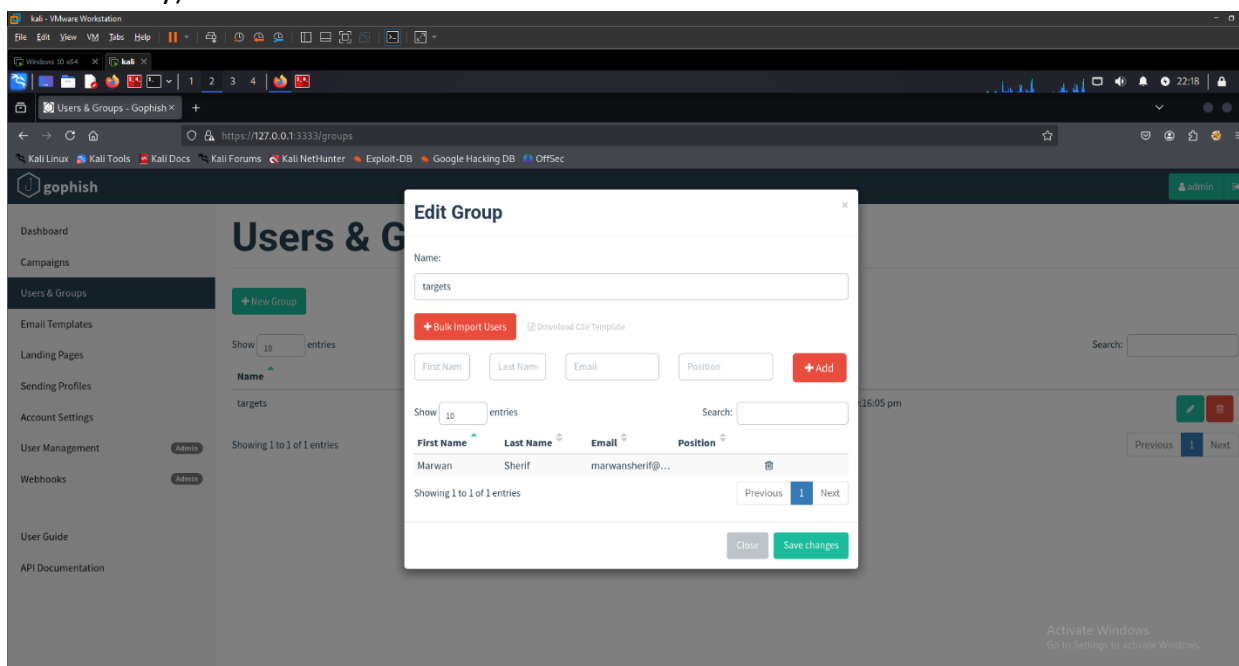 kali - VMware Workstation
File Edit View VM Tabs Help
Windows 10 x64 kali
1 2 3 4 22:18
Users & Groups - Gophish
https://127.0.0.1:3333/groups
Kali Linux Kali Tools Kali Docs Kali Forums Kali NetHunter Exploit-DB Google Hacking DB OffSec
gophish admin
Edit Group
Dashboard
Users & G
Campaigns
Name:
targets
Users & Groups
+ New Group
Bulk Import Users Download CSV Template
Email Templates
Show 10 entries Search:
Landing Pages
First Nam Last Nam Email Position + Add
Name
Sending Profiles
targets :16:05 pm
Account Settings
Show 10 entries Search:
User Management Admin
Showing 1 to 1 of 1 entries Previous 1 Next
First Name Last Name Email Position
Marwan Sherif marwansherif@...
Webhooks Admin
Showing 1 to 1 of 1 entries Previous 1 Next
User Guide
Close Save changes
API Documentation
Activate Windows
Go to Settings to activate Windows.